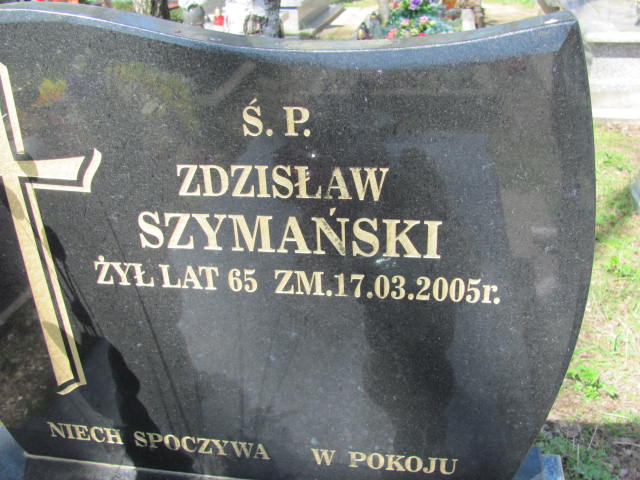 Ś. P.
ZDZISŁAW
SZYMAŃSKI
ŻYŁ LAT 65 ZM.17.03.2005r.
NIECH SPOCZYWA W POKOJU